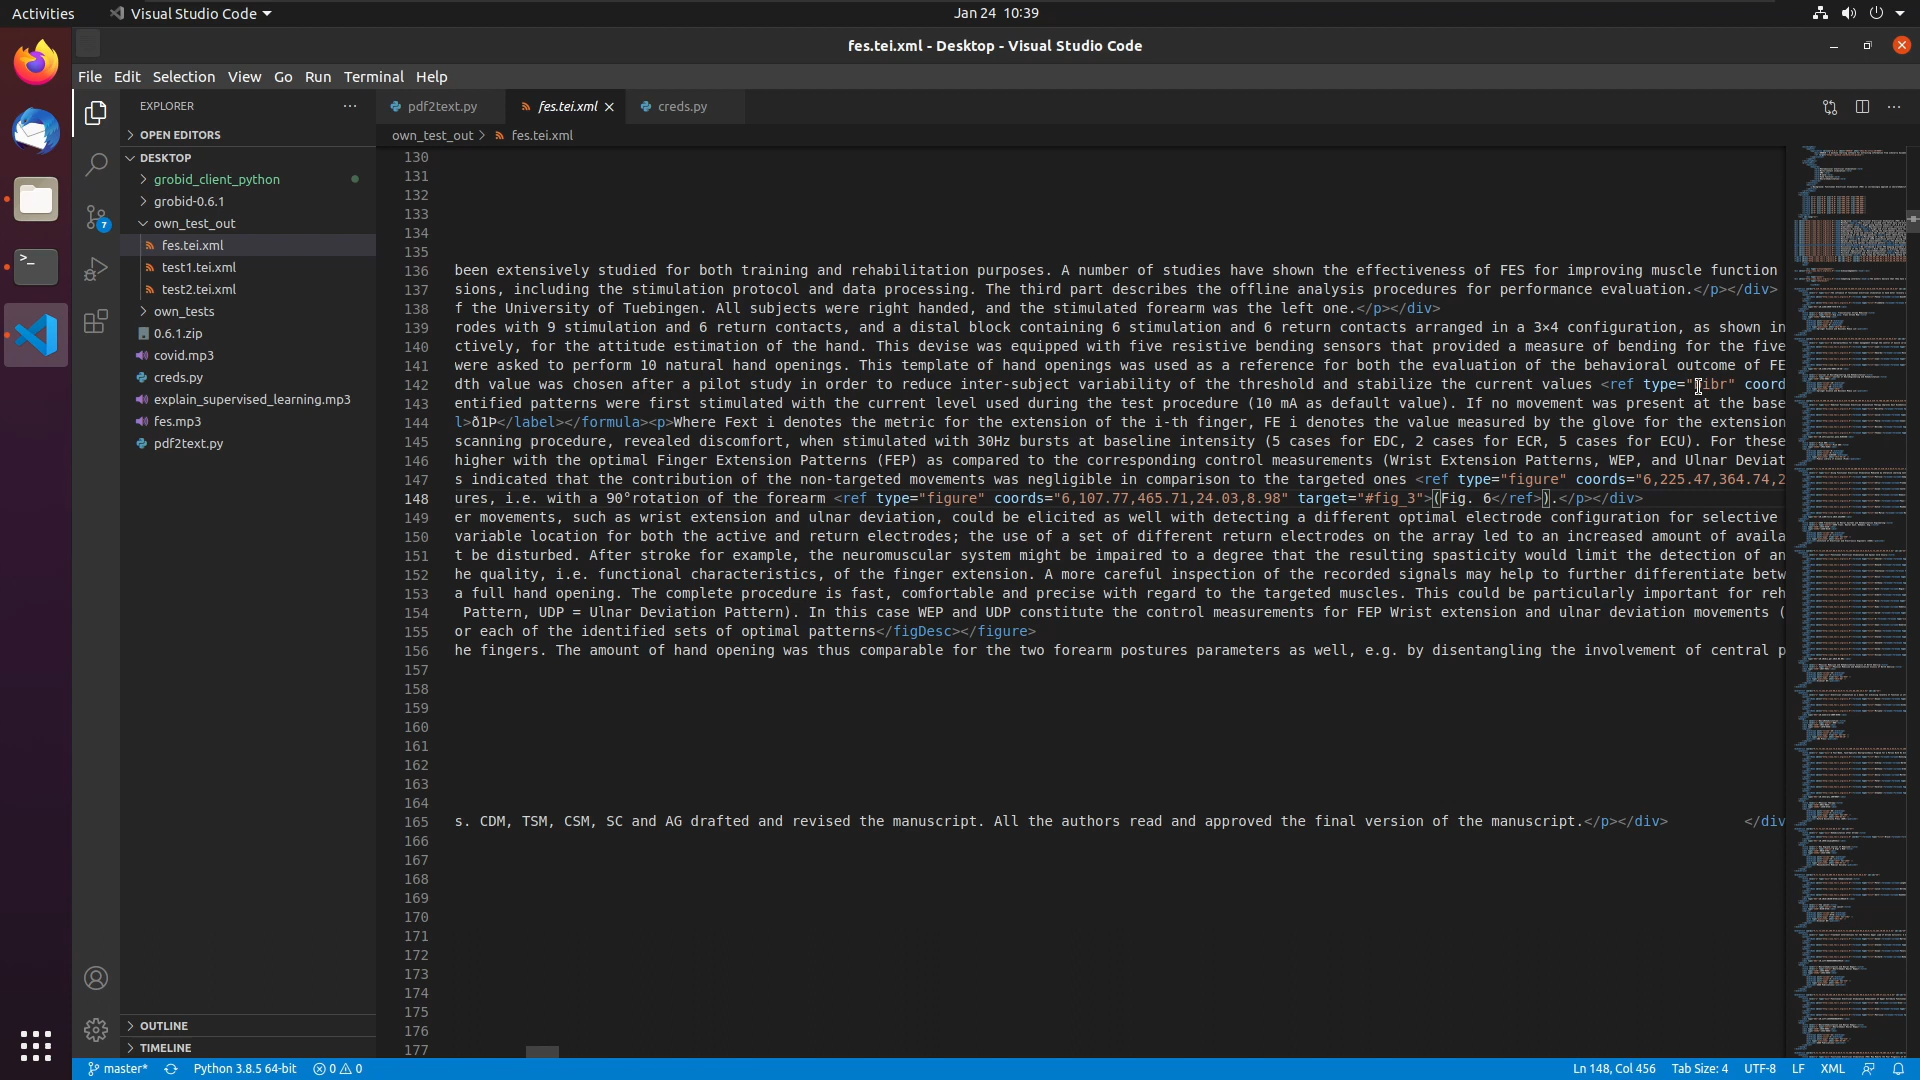 Activities
Visual Studio Code
Jan 24 10:39
fes.tei.xml - Desktop - Visual Studio Code
File Edit Selection View Go Run Terminal Help
EXPLORER
OPEN EDITORS
DESKTOP
grobid_client_python
grobid-0.6.1
own_test_out
fes.tei.xml
test1.tei.xml
test2.tei.xml
own_tests
0.6.1.zip
covid.mp3
creds.py
explain_supervised_learning.mp3
fes.mp3
pdf2text.py
OUTLINE
TIMELINE
7
pdf2text.py
fes.tei.xml
creds.py
own_test_out > fes.tei.xml
130
131
132
133
134
135
136 been extensively studied for both training and rehabilitation purposes. A number of studies have shown the effectiveness of FES for improving muscle function
137 sions, including the stimulation protocol and data processing. The third part describes the offline analysis procedures for performance evaluation.</p></div>
138 f the University of Tuebingen. All subjects were right handed, and the stimulated forearm was the left one.</p></div>
139 rodes with 9 stimulation and 6 return contacts, and a distal block containing 6 stimulation and 6 return contacts arranged in a 3×4 configuration, as shown in
140 ctively, for the attitude estimation of the hand. This devise was equipped with five resistive bending sensors that provided a measure of bending for the five
141 were asked to perform 10 natural hand openings. This template of hand openings was used as a reference for both the evaluation of the behavioral outcome of FE
142 dth value was chosen after a pilot study in order to reduce inter-subject variability of the threshold and stabilize the current values <ref type="bibr" coord
143 entified patterns were first stimulated with the current level used during the test procedure (10 mA as default value). If no movement was present at the base
144 l>ð1Þ</label></formula><p>Where Fext i denotes the metric for the extension of the i-th finger, FE i denotes the value measured by the glove for the extension
145 scanning procedure, revealed discomfort, when stimulated with 30Hz bursts at baseline intensity (5 cases for EDC, 2 cases for ECR, 5 cases for ECU). For these
146 higher with the optimal Finger Extension Patterns (FEP) as compared to the corresponding control measurements (Wrist Extension Patterns, WEP, and Ulnar Deviat
147 s indicated that the contribution of the non-targeted movements was negligible in comparison to the targeted ones <ref type="figure" coords="6,225.47,364.74,2
148 ures, i.e. with a 90°rotation of the forearm <ref type="figure" coords="6,107.77,465.71,24.03,8.98" target="#fig_3">(Fig. 6</ref>).</p></div>
149 er movements, such as wrist extension and ulnar deviation, could be elicited as well with detecting a different optimal electrode configuration for selective
150 variable location for both the active and return electrodes; the use of a set of different return electrodes on the array led to an increased amount of availa
151 t be disturbed. After stroke for example, the neuromuscular system might be impaired to a degree that the resulting spasticity would limit the detection of an
152 he quality, i.e. functional characteristics, of the finger extension. A more careful inspection of the recorded signals may help to further differentiate betw
153 a full hand opening. The complete procedure is fast, comfortable and precise with regard to the targeted muscles. This could be particularly important for reh
154 Pattern, UDP = Ulnar Deviation Pattern). In this case WEP and UDP constitute the control measurements for FEP Wrist extension and ulnar deviation movements (
155 or each of the identified sets of optimal patterns</figDesc></figure>
156 he fingers. The amount of hand opening was thus comparable for the two forearm postures parameters as well, e.g. by disentangling the involvement of central p
157
158
159
160
161
162
163
164
165 s. CDM, TSM, CSM, SC and AG drafted and revised the manuscript. All the authors read and approved the final version of the manuscript.</p></div> </div
166
167
168
169
170
171
172
173
174
175
176
177
master* Python 3.8.5 64-bit 0 0
Ln 148, Col 456 Tab Size: 4 UTF-8 LF XML